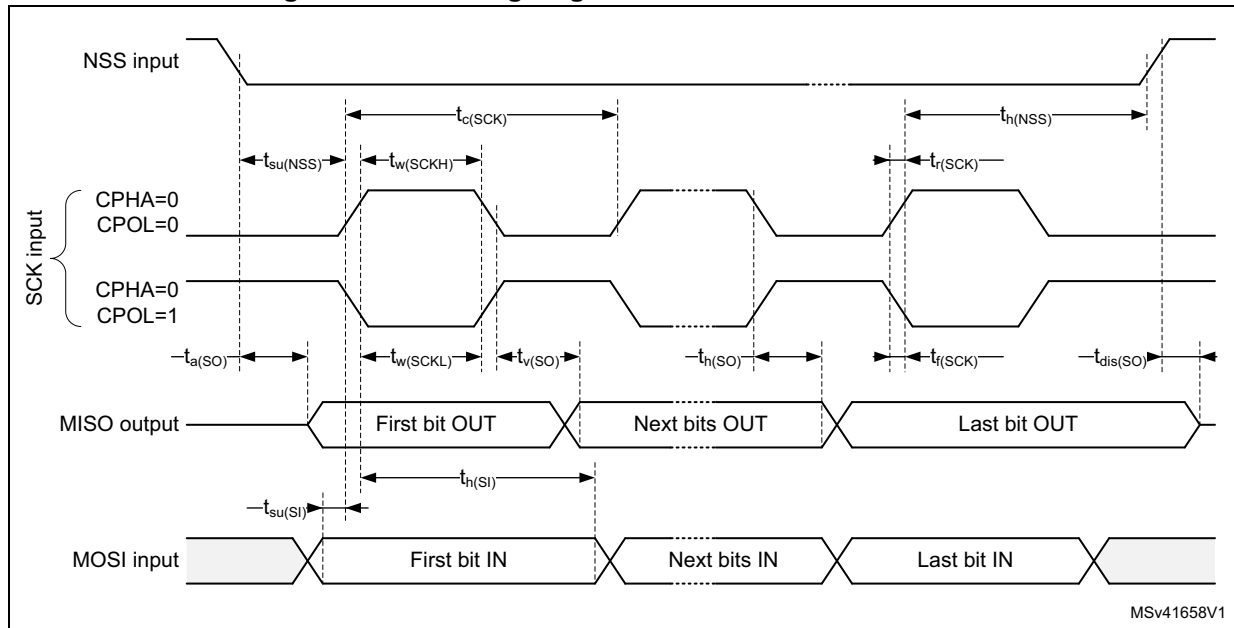 NSS input
tc(SCK)
th(NSS)
tsu(NSS)
tw(SCKH)
tr(SCK)
SCK input
CPHA=0
CPOL=0
CPHA=0
CPOL=1
ta(SO)
tw(SCKL)
tv(SO)
th(SO)
tf(SCK)
tdis(SO)
MISO output
First bit OUT
Next bits OUT
Last bit OUT
th(SI)
tsu(SI)
MOSI input
First bit IN
Next bits IN
Last bit IN
MSv41658V1